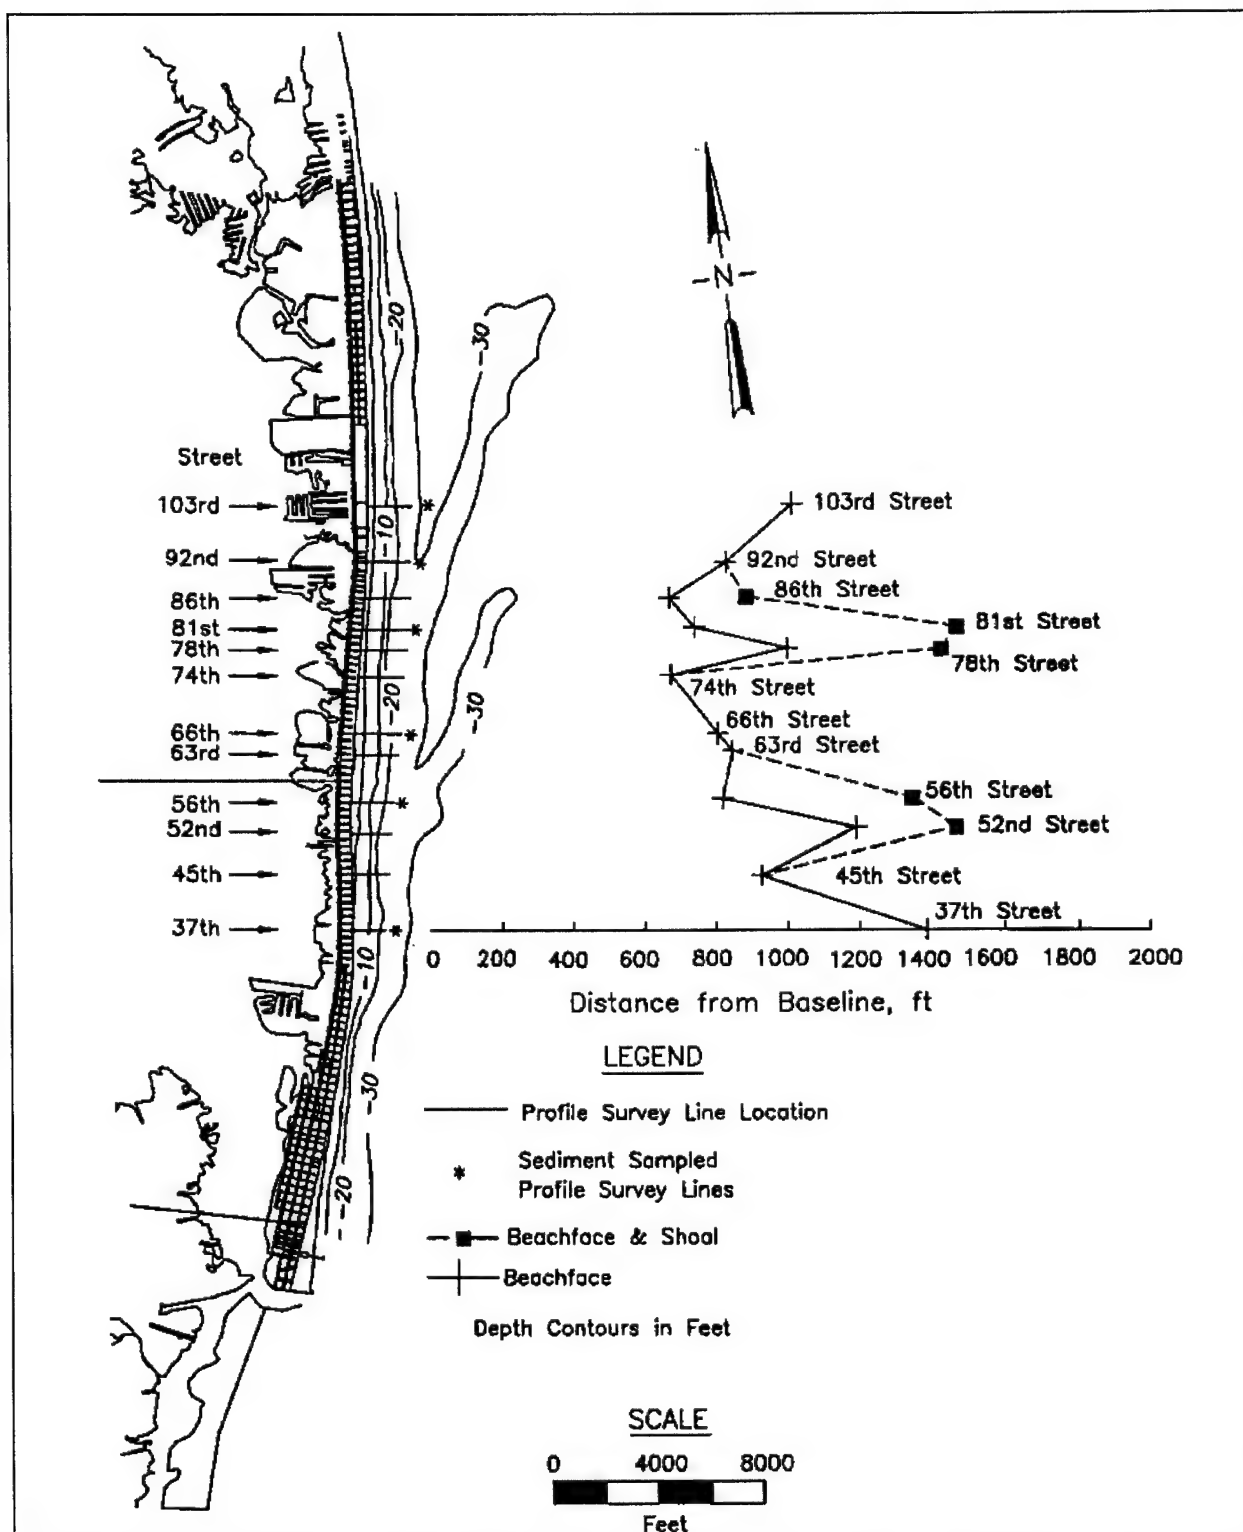 -20
-30
N
Street
103rd
-10
92nd
86th
81st
78th
74th
-20
-30
66th
63rd
56th
52nd
45th
37th
-10
-30
-20
103rd Street
92nd Street
86th Street
81st Street
78th Street
74th Street
66th Street
63rd Street
56th Street
52nd Street
45th Street
37th Street
0 200 400 600 800 1000 1200 1400 1600 1800 2000
Distance from Baseline, ft
LEGEND
Profile Survey Line Location
Sediment Sampled
Profile Survey Lines
Beachface & Shoal
Beachface
Depth Contours in Feet
SCALE
0 4000 8000
Feet